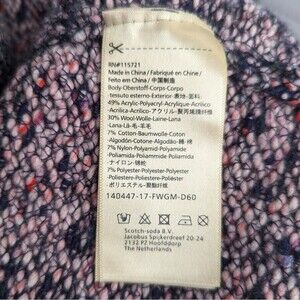 RN#115721
Made in China / Fabriqué en Chine /
Feito em China / 中国制造
Body-Oberstoff-Corps-Corpo-
tessuto esterno-Exterior-表地-面料
49% Acrylic-Polyacryl-Acrylique-Acrilico-
Acrílico-Acrílico-アクリル-聚丙烯腈纤维
30% Wool-Wolle-Laine-Lana
Lana-Lã-毛-羊毛
7% Cotton-Baumwolle-Coton
Algodón-Cotone-Algodão-綿-棉
7% Nylon-Polyamid-Polyamide
Poliamida-Poliammide-Poliamida
ナイロン-锦纶
7% Polyester-Polyester-Polyester
Poliéster-Poliestere-Poliéster
ポリエステル-聚酯纤维
140447-17-FWGM-D60
Scotch-soda B.V.
Jacobus Spijkerdreef 20-24
2132 PZ Hoofddorp
The Netherlands